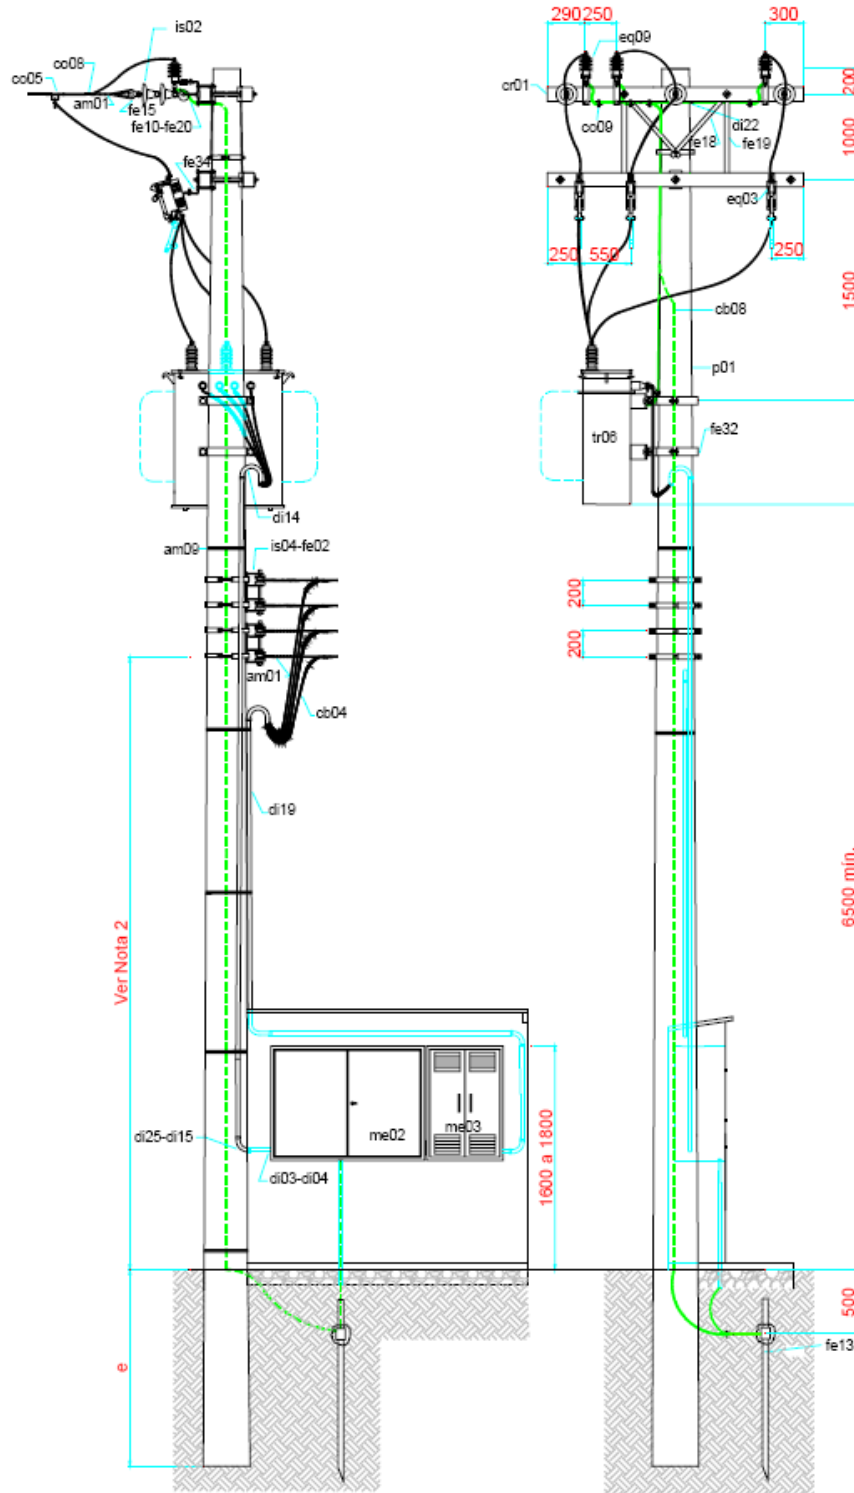 is02
co08
co05
am01
fe15
fe10-fe20
fe34
di14
am09
is04-fe02
am01
cb04
di19
Ver Nota 2
di25-di15
me02
me03
di03-di04
1600 a 1800
e
290
250
300
eq09
cr01
200
co09
di22
fe18
fe19
1000
eq03
250
550
250
cb08
1500
p01
tr06
fe32
200
200
6500 mín.
500
fe13